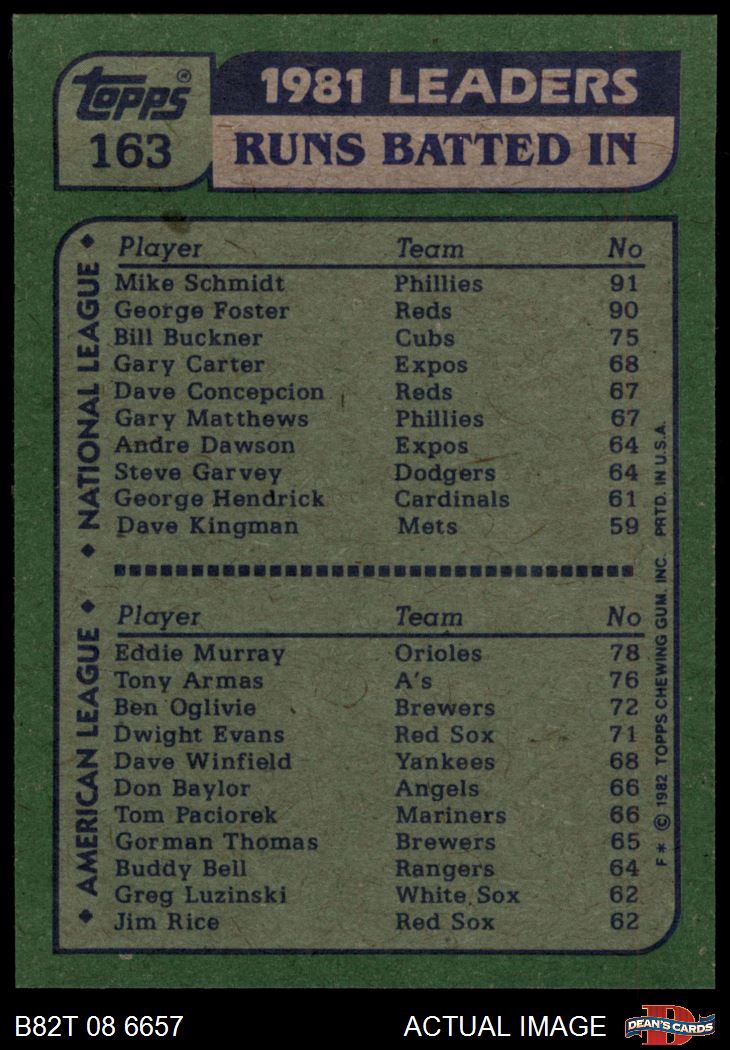 Topps®
163
1981 LEADERS
RUNS BATTED IN
NATIONAL LEAGUE
Player Team No
Mike Schmidt Phillies 91
George Foster Reds 90
Bill Buckner Cubs 75
Gary Carter Expos 68
Dave Concepcion Reds 67
Gary Matthews Phillies 67
Andre Dawson Expos 64
Steve Garvey Dodgers 64
George Hendrick Cardinals 61
Dave Kingman Mets 59
AMERICAN LEAGUE
Player Team No
Eddie Murray Orioles 78
Tony Armas A's 76
Ben Oglivie Brewers 72
Dwight Evans Red Sox 71
Dave Winfield Yankees 68
Don Baylor Angels 66
Tom Paciorek Mariners 66
Gorman Thomas Brewers 65
Buddy Bell Rangers 64
Greg Luzinski White Sox 62
Jim Rice Red Sox 62
F* © 1982 TOPPS CHEWING GUM, INC. PRTD. IN U.S.A.
B82T 08 6657 ACTUAL IMAGE
D
DEAN'S CARDS